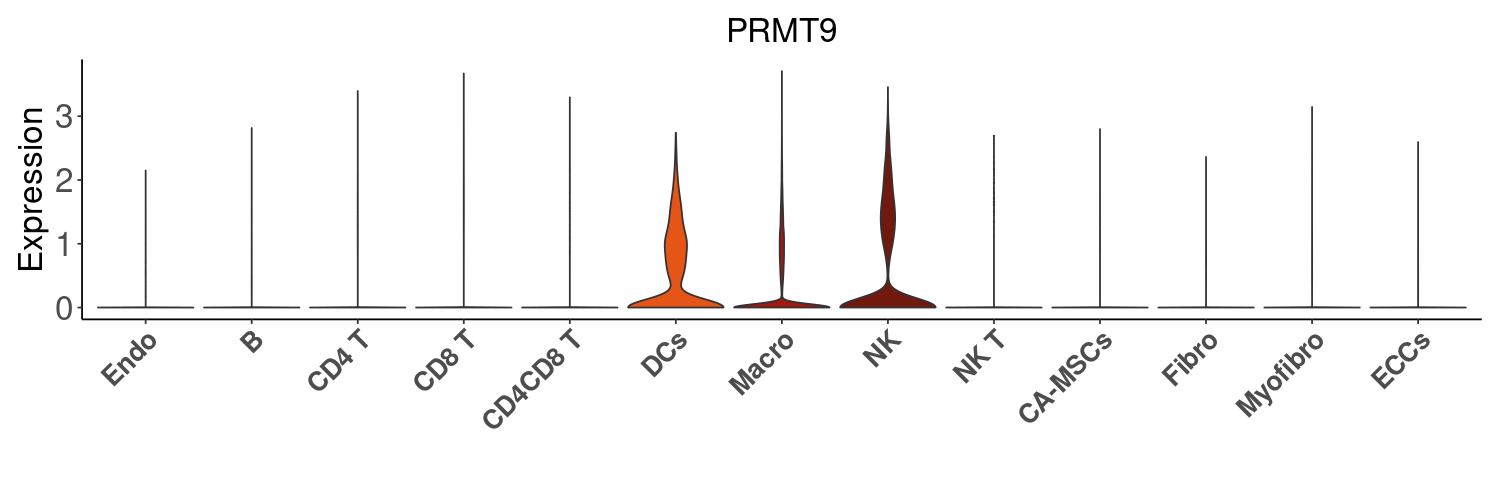 PRMT9
Expression
3
2
1
0
Endo
B
CD4 T
CD8 T
CD4CD8 T
DCs
Macro
NK
NK T
CA-MSCs
Fibro
Myofibro
ECCs